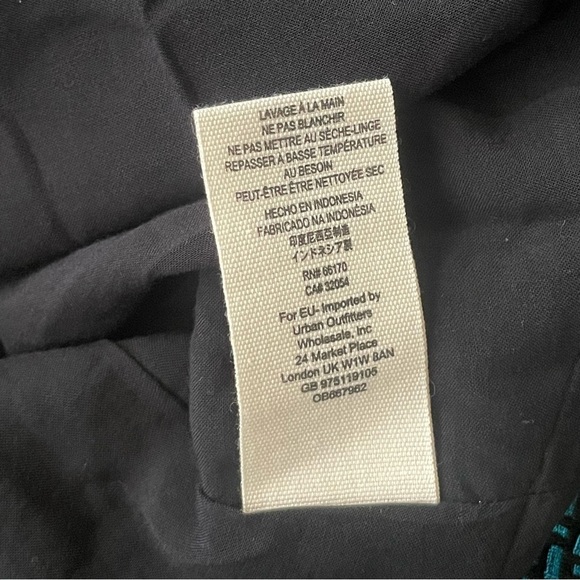 LAVAGE À LA MAIN
NE PAS BLANCHIR
NE PAS METTRE AU SÈCHE-LINGE
REPASSER À BASSE TEMPÉRATURE
AU BESOIN
PEUT-ÊTRE ÊTRE NETTOYÉE SEC
HECHO EN INDONESIA
FABRICADO NA INDONÉSIA
印度尼西亚制造
インドネシア製
RN# 66170
CA# 32054
For EU- Imported by
Urban Outfitters
Wholesale, Inc
24 Market Place
London UK W1W 8AN
GB 975119105
OB667962